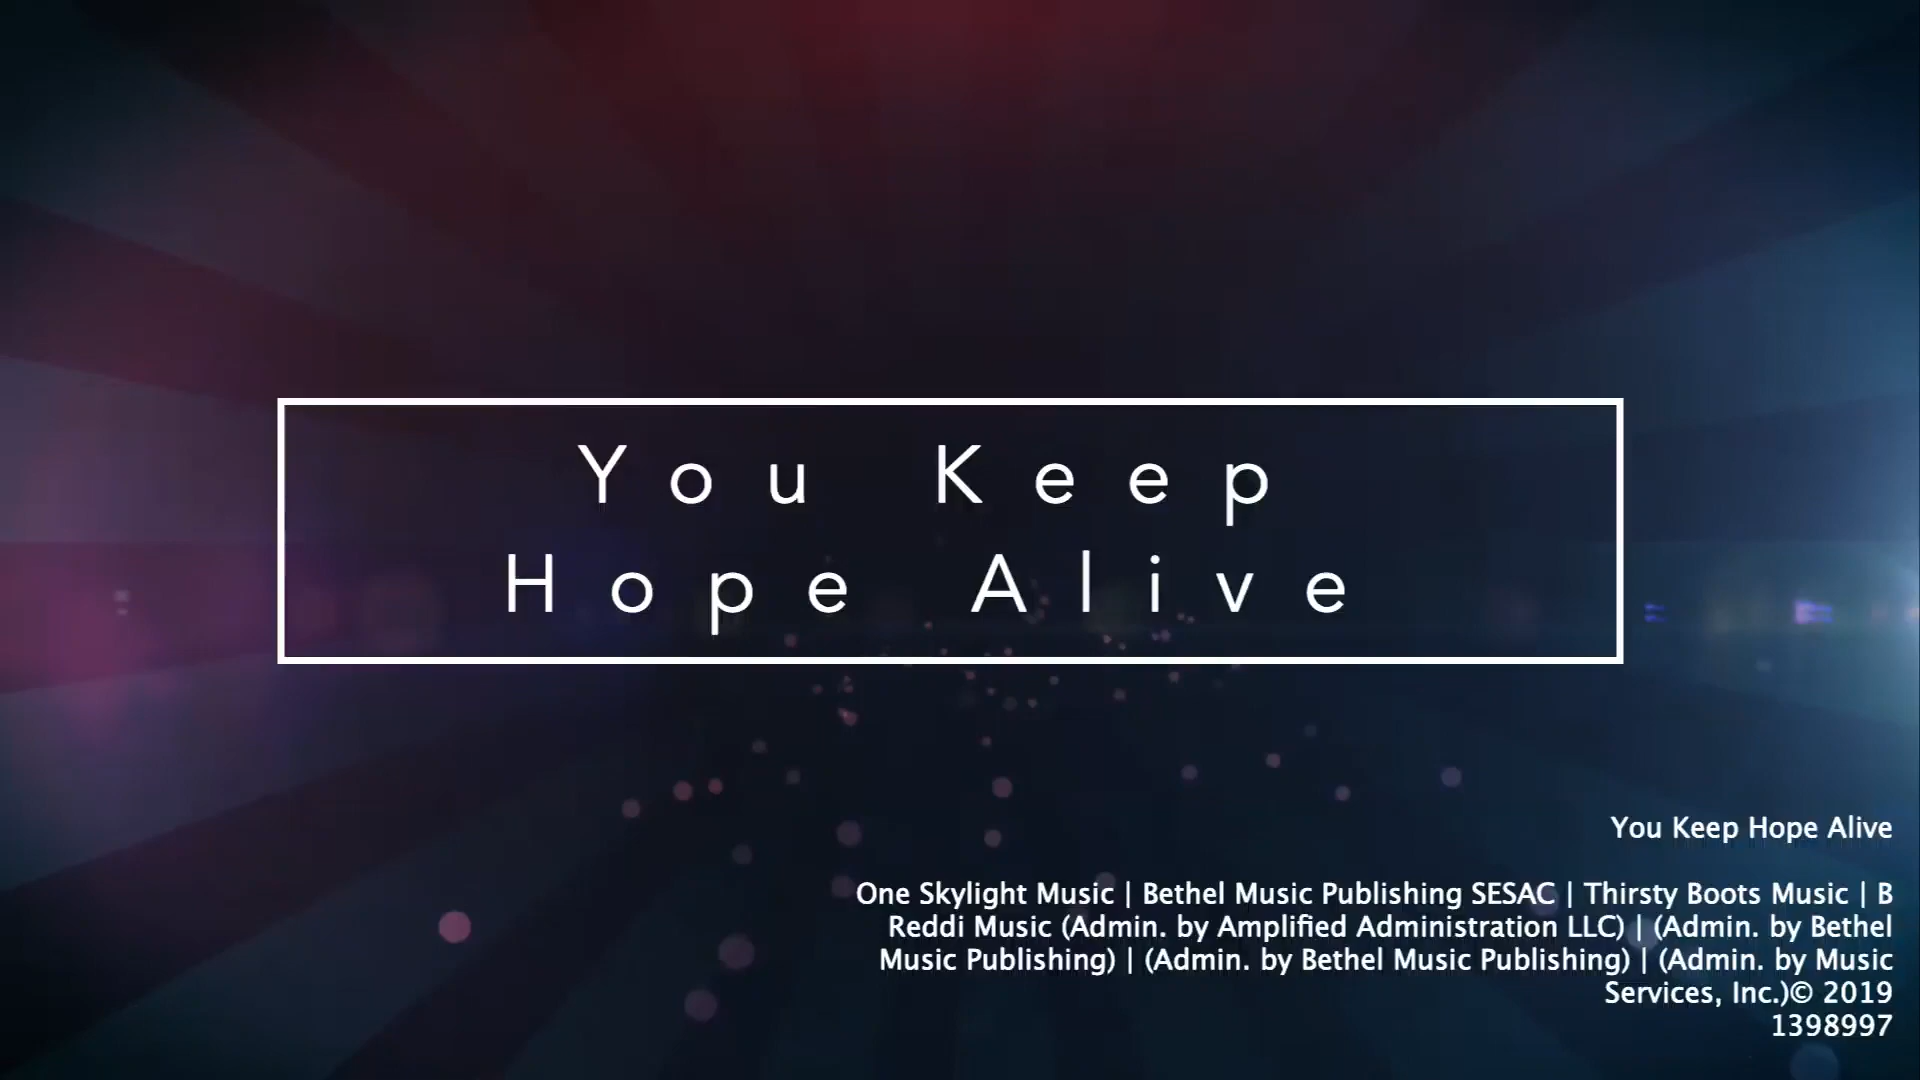 You Keep
Hope Alive
You Keep Hope Alive
One Skylight Music | Bethel Music Publishing SESAC | Thirsty Boots Music | B
Reddi Music (Admin. by Amplified Administration LLC) | (Admin. by Bethel
Music Publishing) | (Admin. by Bethel Music Publishing) | (Admin. by Music
Services, Inc.)© 2019
1398997